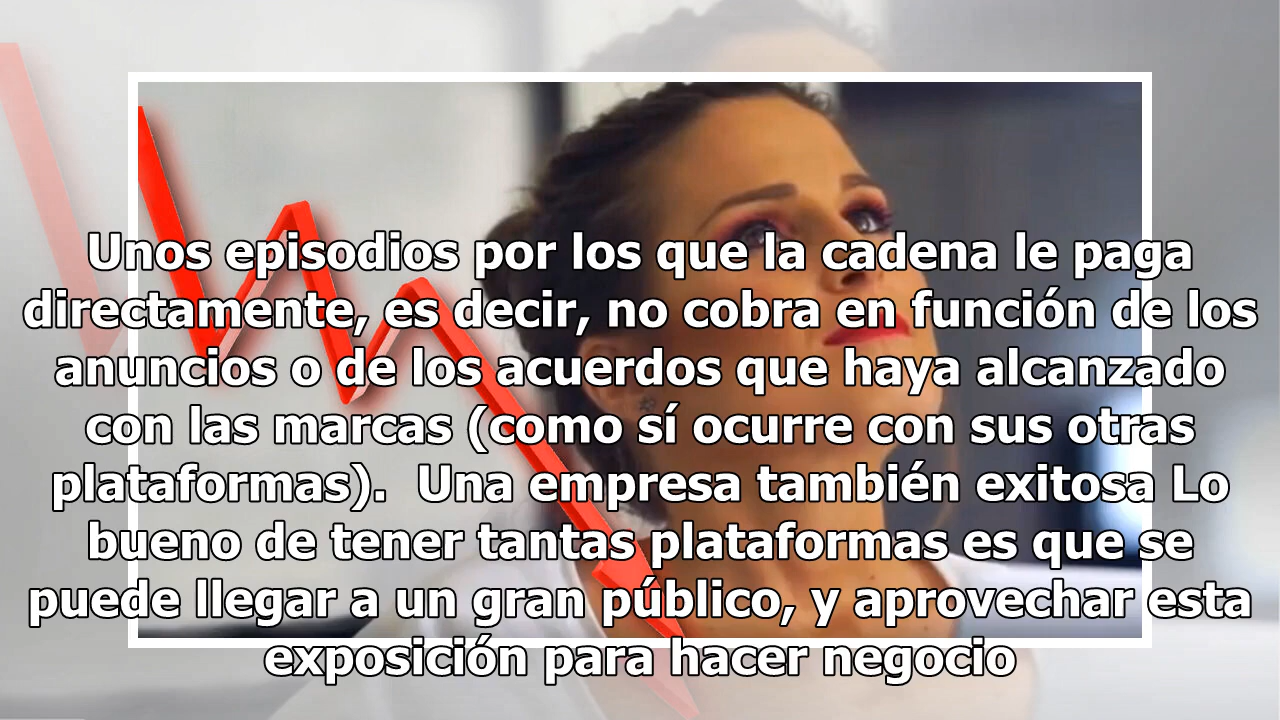 Unos episodios por los que la cadena le paga
directamente, es decir, no cobra en función de los
anuncios o de los acuerdos que haya alcanzado
con las marcas (como sí ocurre con sus otras
plataformas).  Una empresa también exitosa Lo
bueno de tener tantas plataformas es que se
puede llegar a un gran público, y aprovechar esta
exposición para hacer negocio